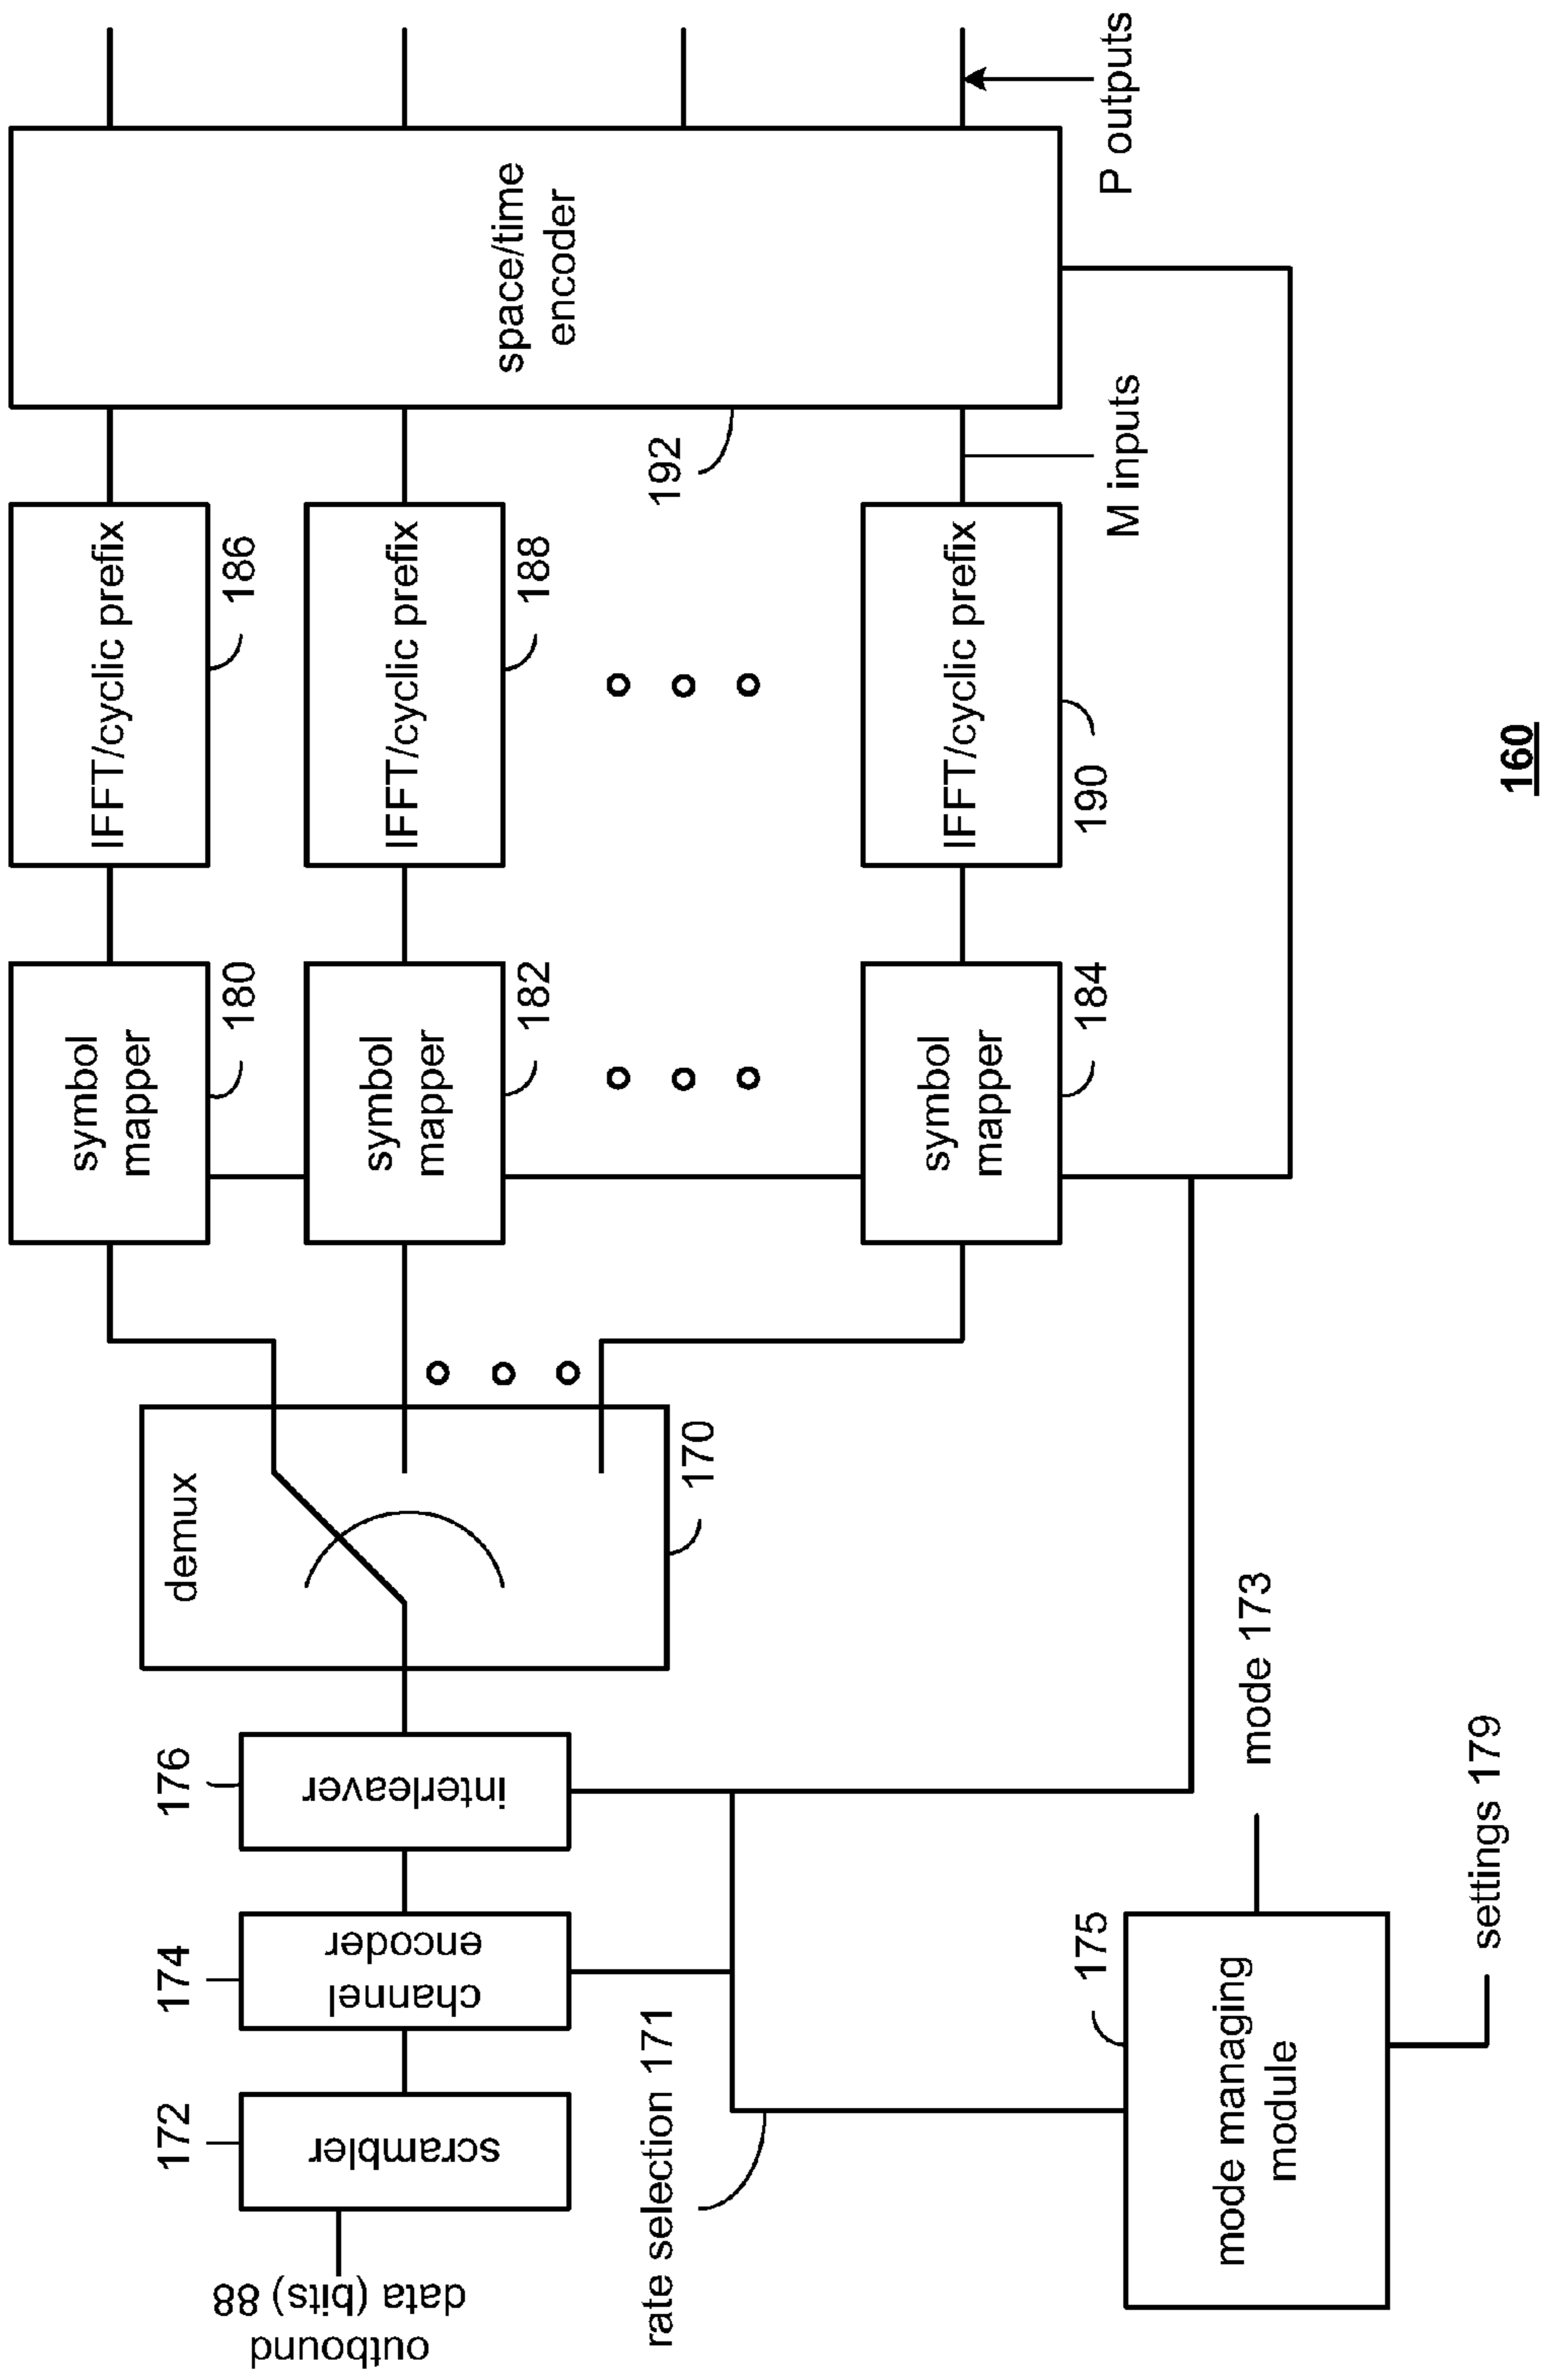 outbound
data (bits) 88
172
scrambler
174
channel
encoder
176
interleaver
demux
170
symbol
mapper
180
symbol
mapper
182
symbol
mapper
184
IFFT/cyclic prefix
186
IFFT/cyclic prefix
188
IFFT/cyclic prefix
190
M inputs
space/time
encoder
192
P outputs
rate selection 171
mode managing
module
175
mode 173
settings 179
160